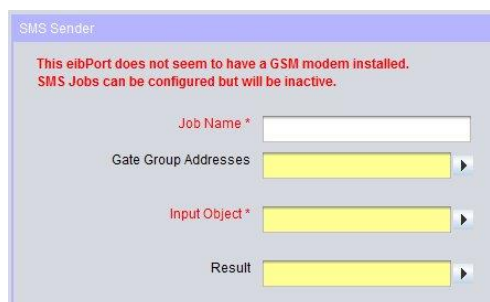 SMS Sender
This eibPort does not seem to have a GSM modem installed.
SMS Jobs can be configured but will be inactive.
Job Name *
Gate Group Addresses
Input Object *
Result